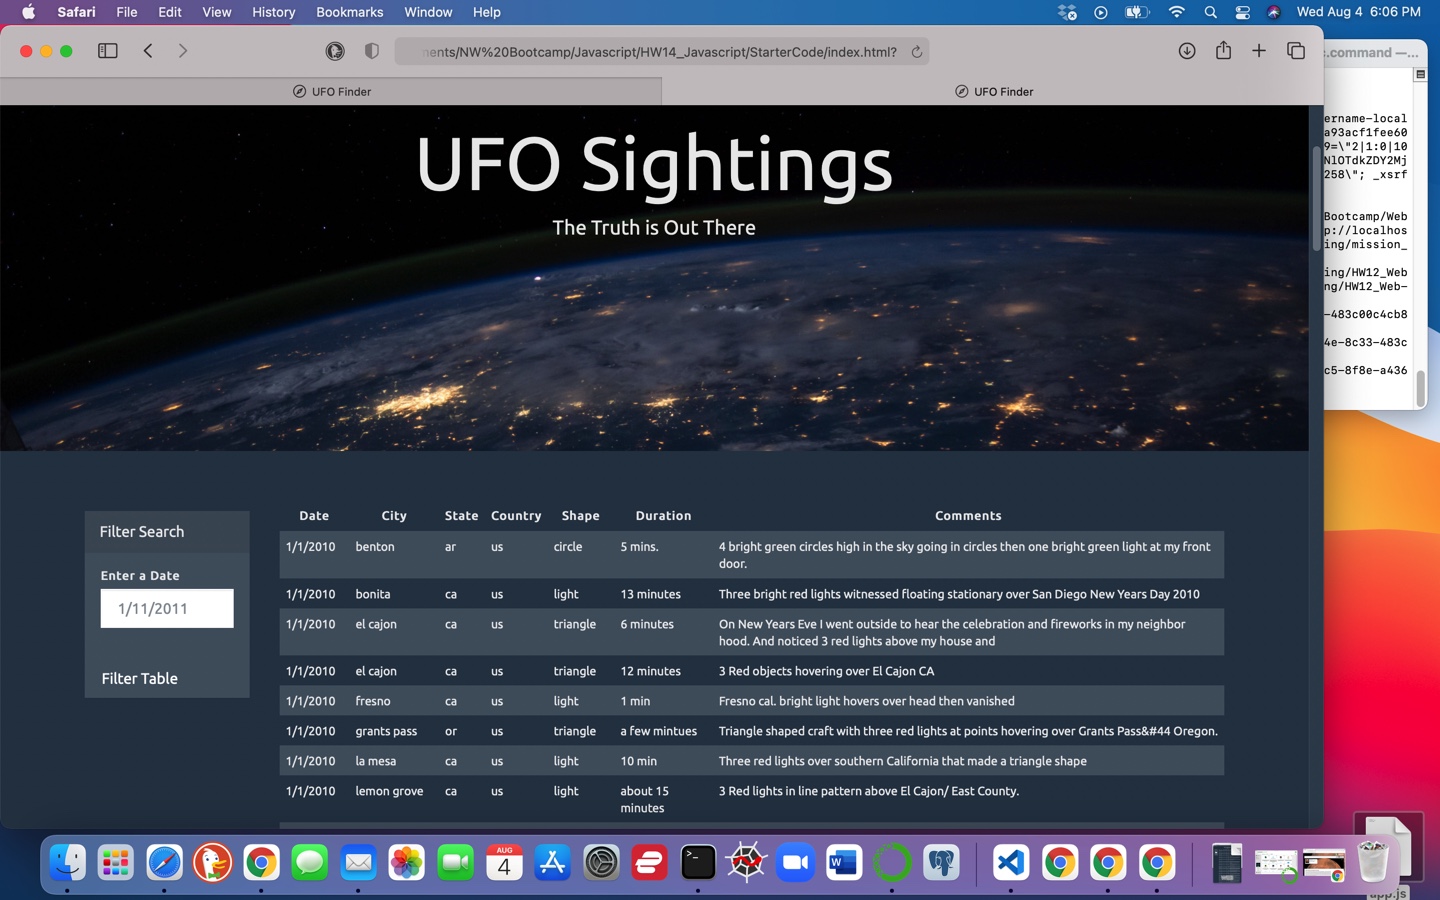 Safari File Edit View History Bookmarks Window Help Wed Aug 4 6:06 PM
ments/NW%20Bootcamp/Javascript/HW14_Javascript/StarterCode/index.html?
c.command —...
UFO Finder UFO Finder
UFO Sightings
The Truth is Out There
ername-local
a93acf1fee60
9=\"2|1:0|10
NlOTdkZDY2Mj
258\"; _xsrf
Bootcamp/Web
p://localhos
ing/mission_
ing/HW12_Web
ng/HW12_Web-
-483c00c4cb8
4e-8c33-483c
c5-8f8e-a436
Filter Search
Enter a Date
1/11/2011
Filter Table
Date City State Country Shape Duration Comments
1/1/2010 benton ar us circle 5 mins. 4 bright green circles high in the sky going in circles then one bright green light at my front
door.
1/1/2010 bonita ca us light 13 minutes Three bright red lights witnessed floating stationary over San Diego New Years Day 2010
1/1/2010 el cajon ca us triangle 6 minutes On New Years Eve I went outside to hear the celebration and fireworks in my neighbor
hood. And noticed 3 red lights above my house and
1/1/2010 el cajon ca us triangle 12 minutes 3 Red objects hovering over El Cajon CA
1/1/2010 fresno ca us light 1 min Fresno cal. bright light hovers over head then vanished
1/1/2010 grants pass or us triangle a few mintues Triangle shaped craft with three red lights at points hovering over Grants Pass&#44 Oregon.
1/1/2010 la mesa ca us light 10 min Three red lights over southern California that made a triangle shape
1/1/2010 lemon grove ca us light about 15 3 Red lights in line pattern above El Cajon/ East County.
minutes
AUG
4
app.js